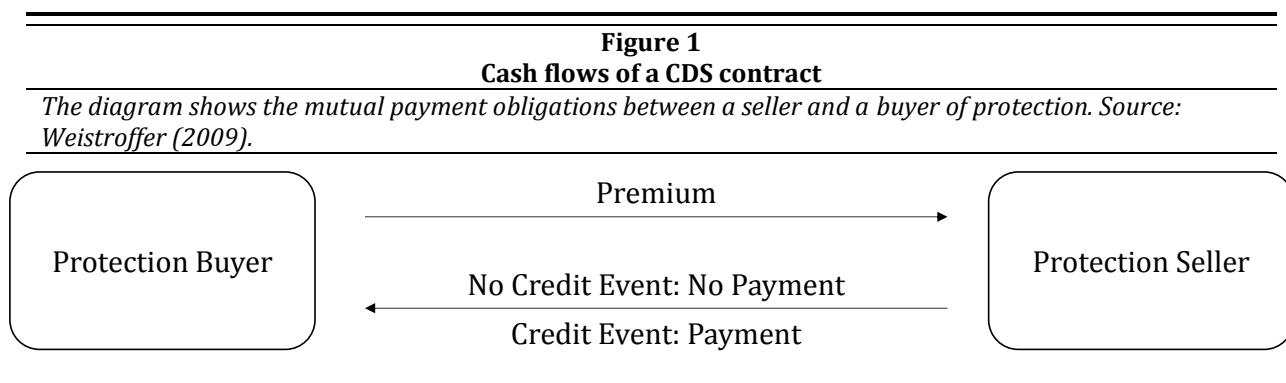 Figure 1
Cash flows of a CDS contract
The diagram shows the mutual payment obligations between a seller and a buyer of protection. Source:
Weistroffer (2009).
Premium
Protection Buyer
Protection Seller
No Credit Event: No Payment
Credit Event: Payment